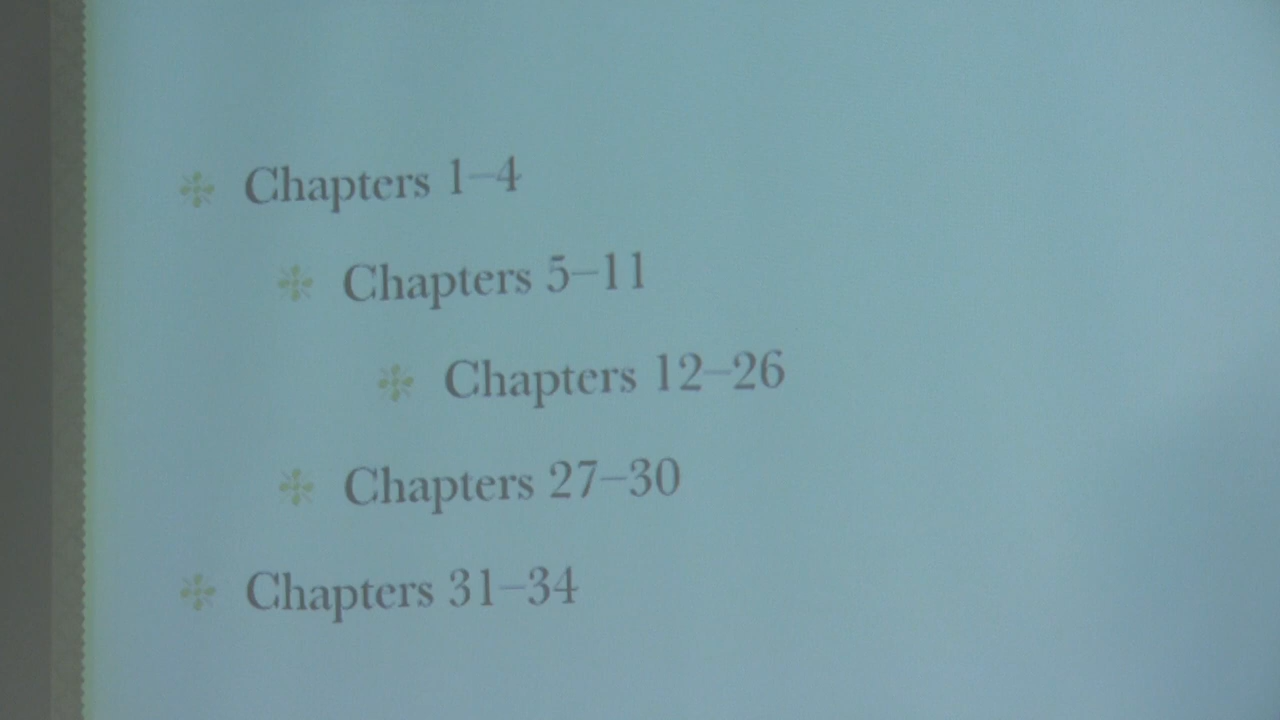 Chapters 1–4
Chapters 5–11
Chapters 12–26
Chapters 27–30
Chapters 31–34